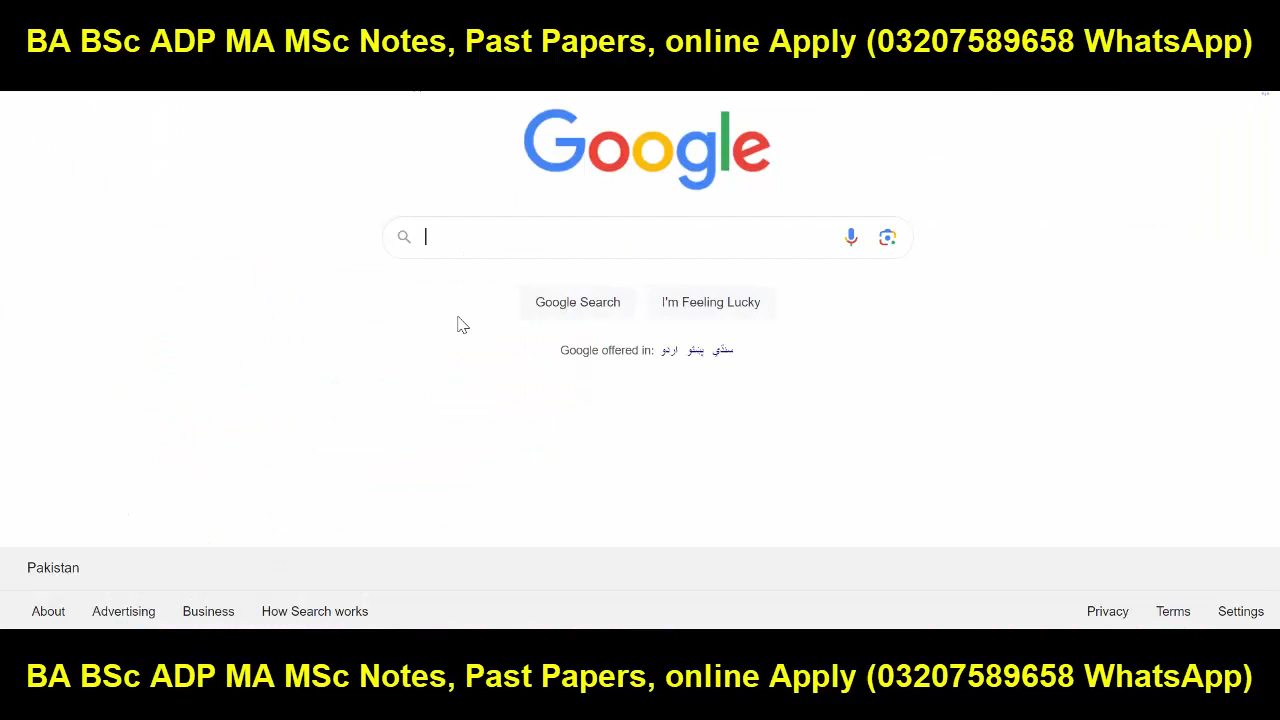 BA BSc ADP MA MSc Notes, Past Papers, online Apply (03207589658 WhatsApp)
Google
Google Search I'm Feeling Lucky
Google offered in: اردو پښتو سنڌي
Pakistan
About Advertising Business How Search works Privacy Terms Settings
BA BSc ADP MA MSc Notes, Past Papers, online Apply (03207589658 WhatsApp)